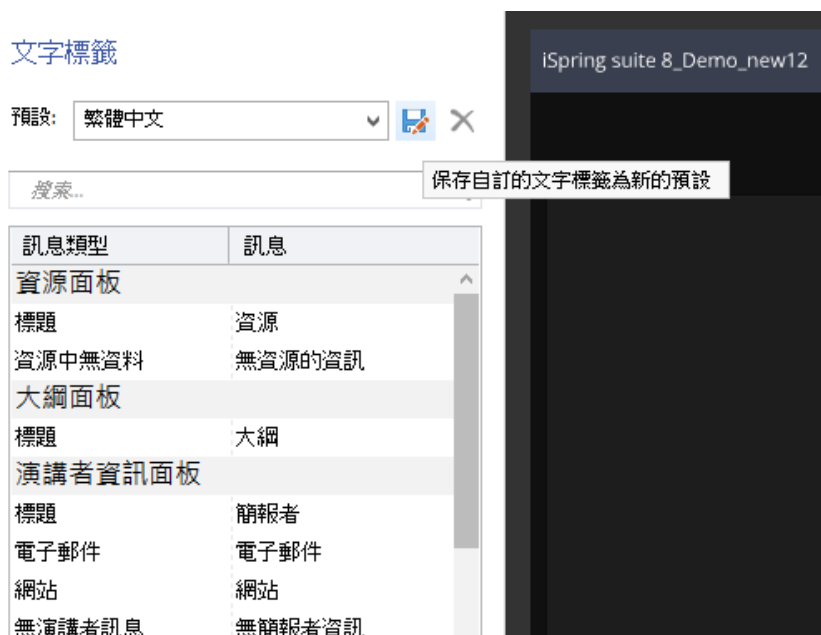 文字標籤
iSpring suite 8_Demo_new12
預設: 繁體中文
保存自訂的文字標籤為新的預設
搜索...
訊息類型 訊息
資源面板
標題 資源
資源中無資料 無資源的資訊
大綱面板
標題 大綱
演講者資訊面板
標題 簡報者
電子郵件 電子郵件
網站 網站
無演講者訊息 無簡報者資訊